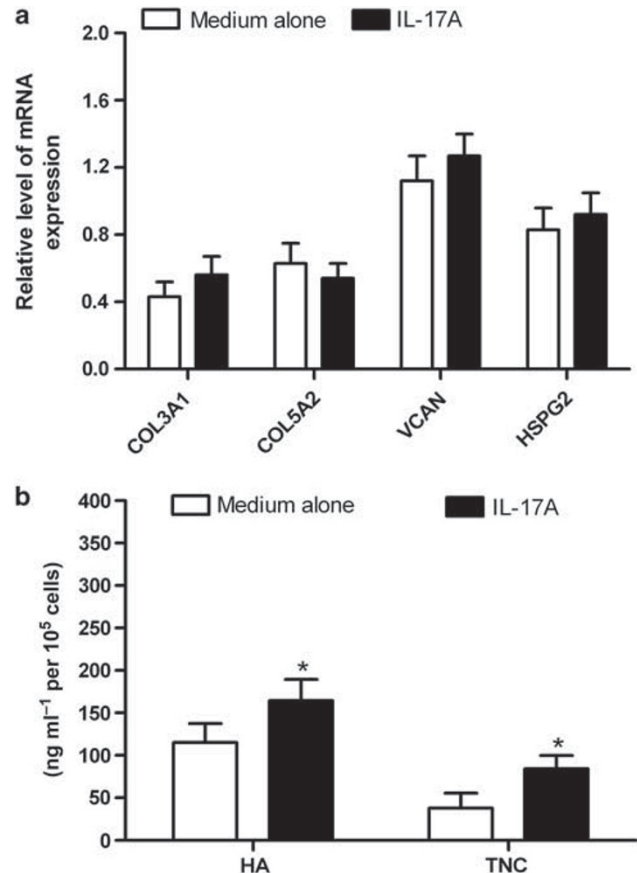 a
Medium alone
IL-17A
Relative level of mRNA
expression
2.0
1.6
1.2
0.8
0.4
0.0
COL3A1
COL5A2
VCAN
HSPG2
b
Medium alone
IL-17A
(ng ml⁻¹ per 10⁵ cells)
400
350
300
250
200
150
100
50
0
*
*
HA
TNC